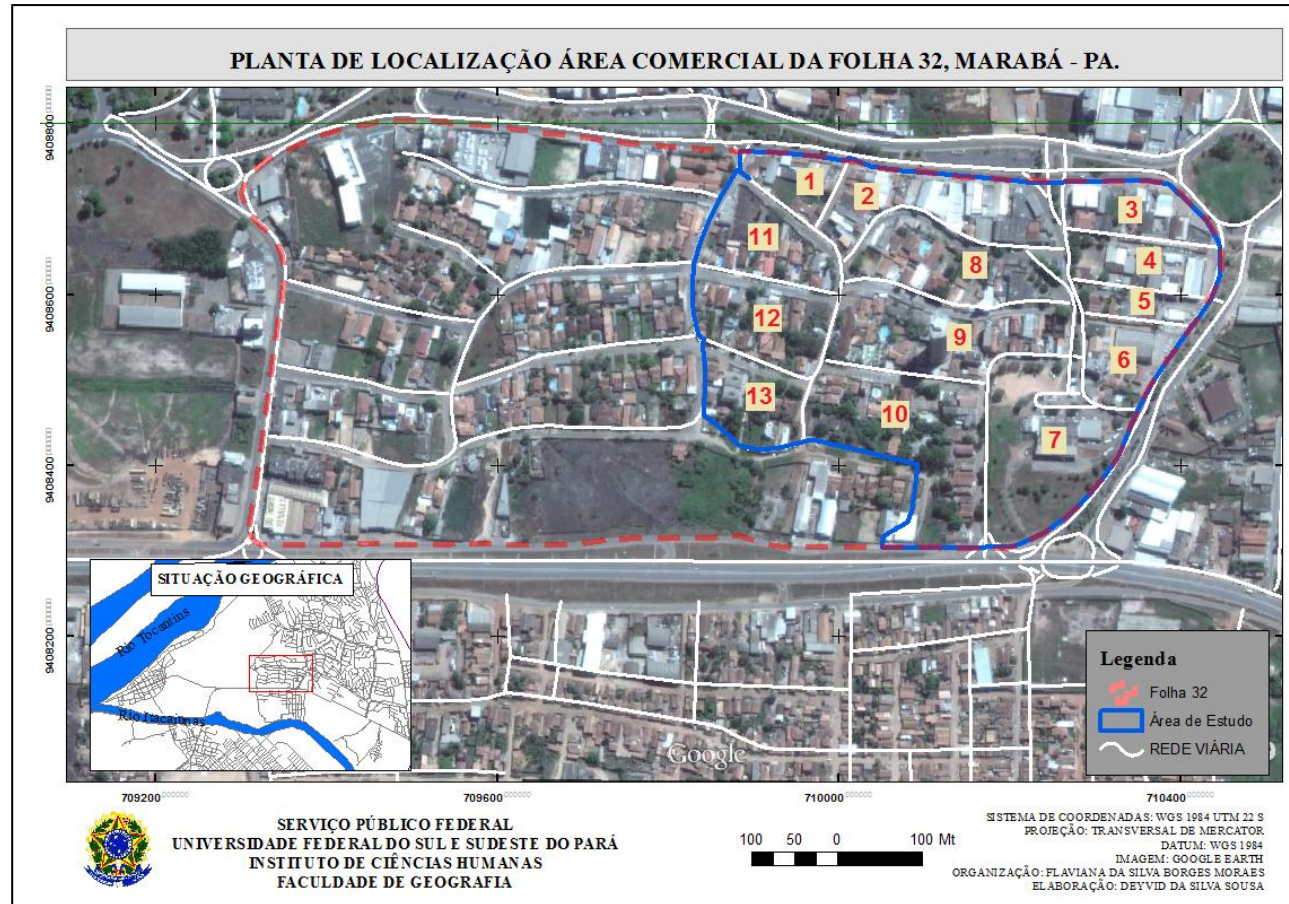 PLANTA DE LOCALIZAÇÃO ÁREA COMERCIAL DA FOLHA 32, MARABÁ - PA.
9408800
9408600
9408400
9408200
1
2
3
4
5
6
7
8
9
10
11
12
13
SITUAÇÃO GEOGRÁFICA
Rio Tocantins
Rio Itacaiunas
Google
Legenda
Folha 32
Área de Estudo
REDE VIÁRIA
709200
709600
710000
710400
SERVIÇO PÚBLICO FEDERAL
UNIVERSIDADE FEDERAL DO SUL E SUDESTE DO PARÁ
INSTITUTO DE CIÊNCIAS HUMANAS
FACULDADE DE GEOGRAFIA
100 50 0 100 Mt
SISTEMA DE COORDENADAS: WGS 1984 UTM 22 S
PROJEÇÃO: TRANSVERSAL DE MERCATOR
DATUM: WGS 1984
IMAGEM: GOOGLE EARTH
ORGANIZAÇÃO: FLAVIANA DA SILVA BORGES MORAES
ELABORAÇÃO: DEYVID DA SILVA SOUSA